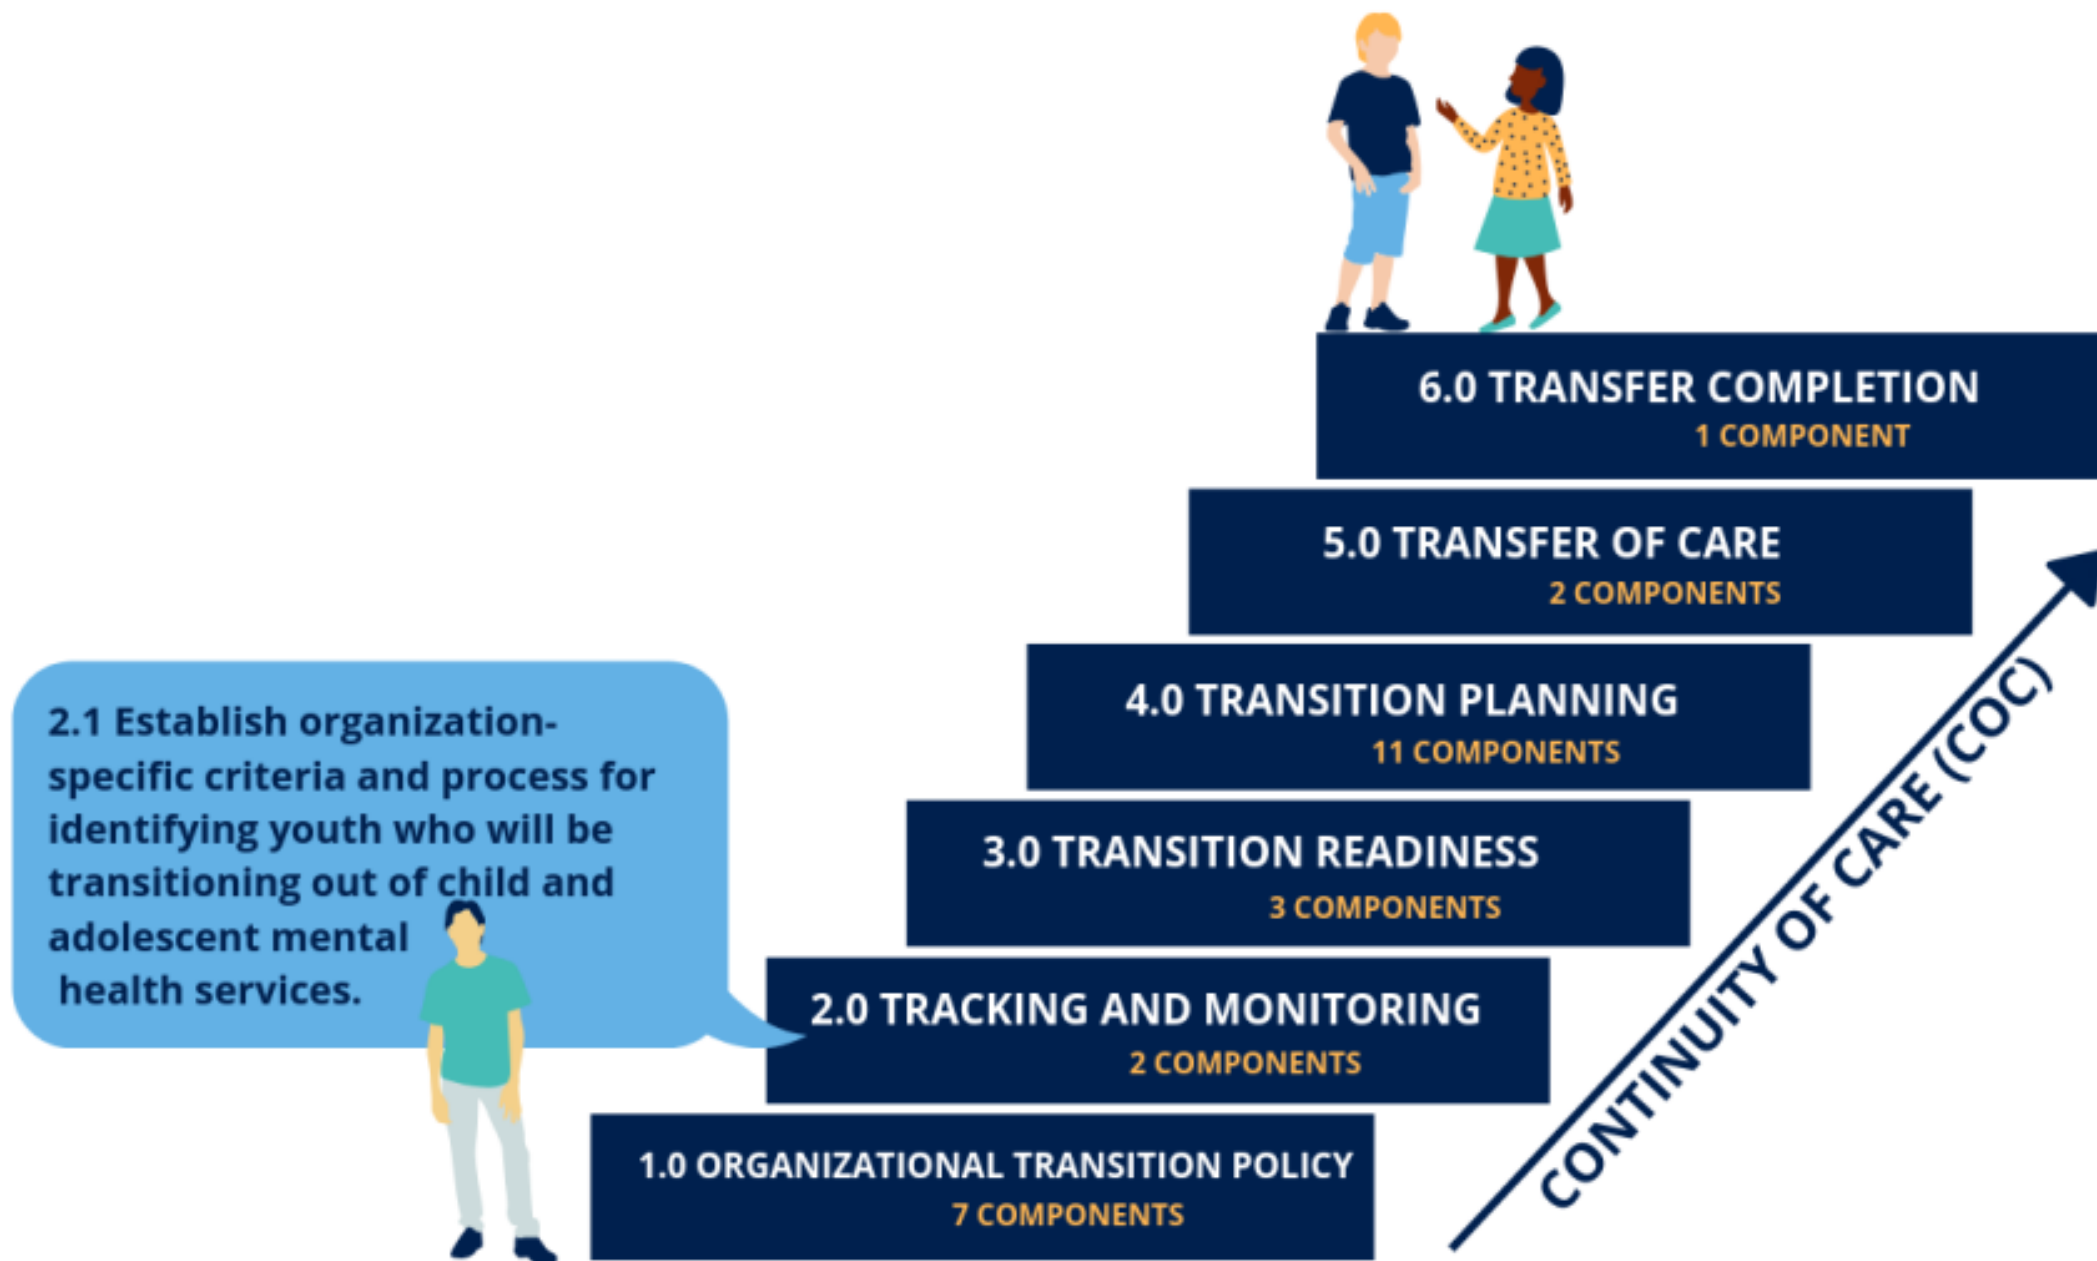 6.0 TRANSFER COMPLETION
1 COMPONENT
5.0 TRANSFER OF CARE
2 COMPONENTS
4.0 TRANSITION PLANNING
11 COMPONENTS
3.0 TRANSITION READINESS
3 COMPONENTS
2.0 TRACKING AND MONITORING
2 COMPONENTS
1.0 ORGANIZATIONAL TRANSITION POLICY
7 COMPONENTS
2.1 Establish organization-
specific criteria and process for
identifying youth who will be
transitioning out of child and
adolescent mental
health services.
CONTINUITY OF CARE (COC)